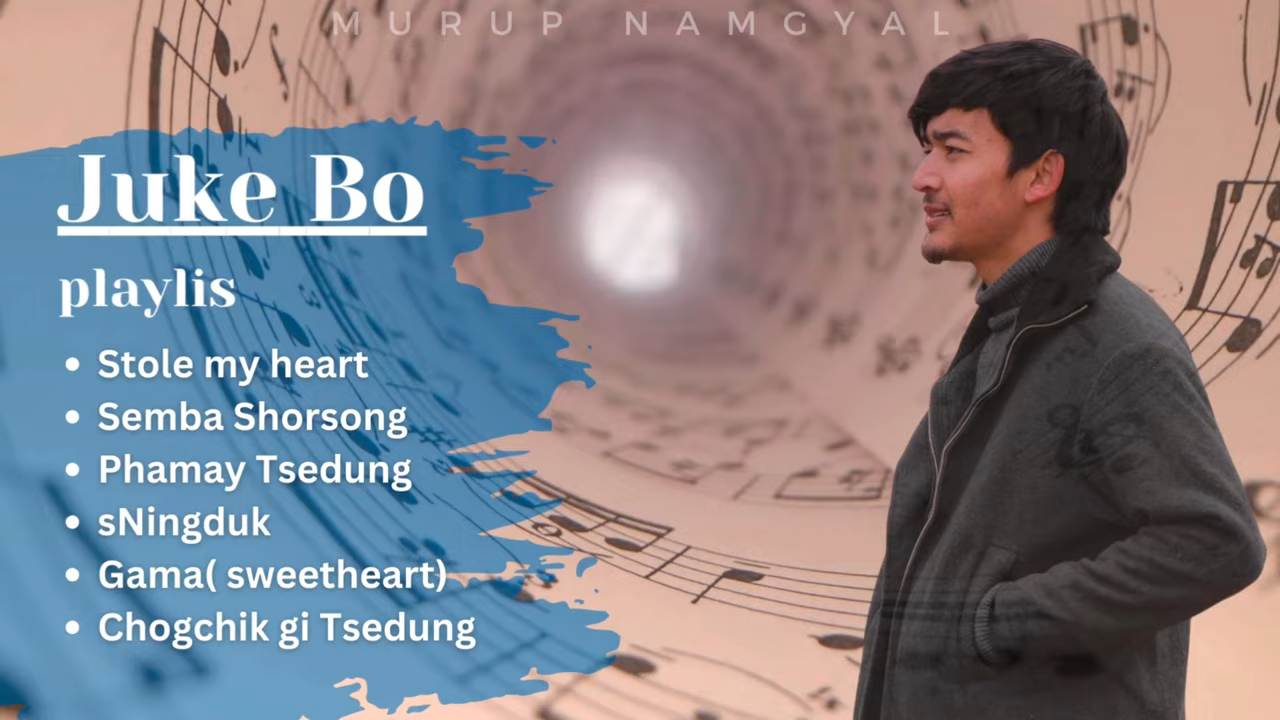 MURUP NAMGYAL
Juke Bo
playlis
• Stole my heart
• Semba Shorsong
• Phamay Tsedung
• sNingduk
• Gama( sweetheart)
• Chogchik gi Tsedung